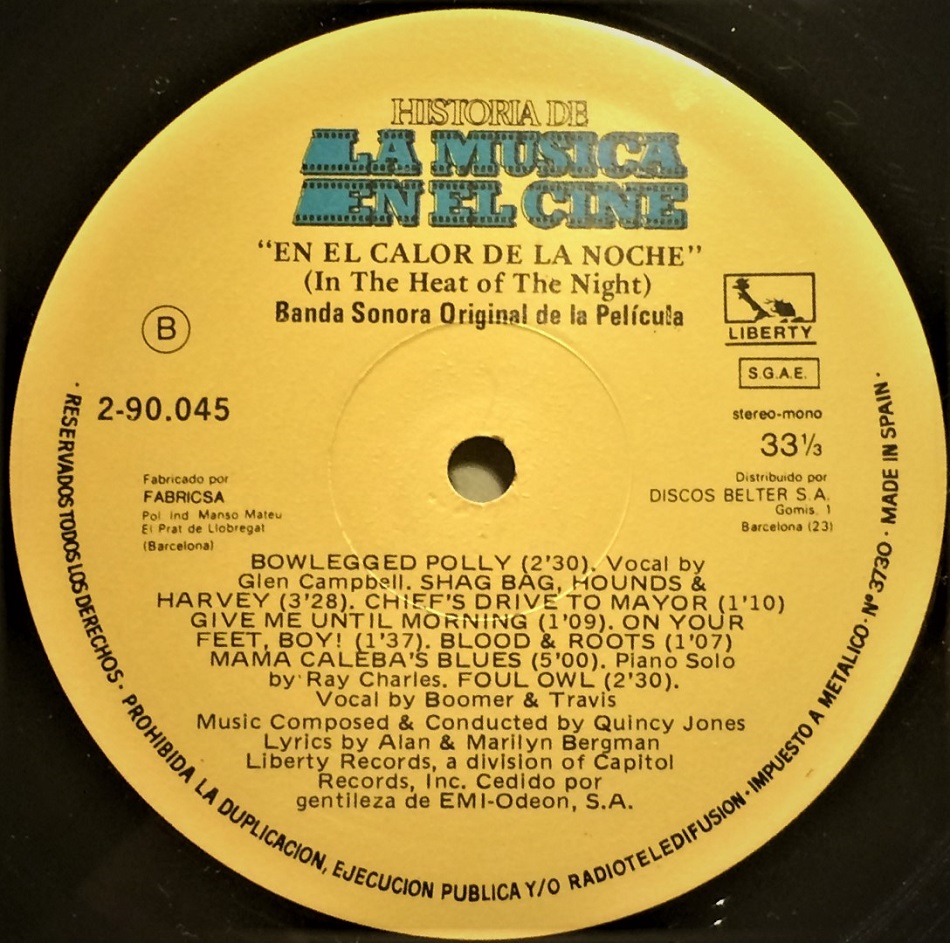 HISTORIA DE
LA MUSICA
EN EL CINE
“EN EL CALOR DE LA NOCHE”
(In The Heat of The Night)
Banda Sonora Original de la Película
B
LIBERTY
S.G.A.E.
2-90.045
stereo-mono
33⅓
Fabricado por
FABRICSA
Pol. Ind. Manso Mateu
El Prat de Llobregat
(Barcelona)
Distribuido por
DISCOS BELTER S.A.
Gomis, 1
Barcelona (23)
BOWLEGGED POLLY (2'30). Vocal by
Glen Campbell. SHAG BAG, HOUNDS &
HARVEY (3'28). CHIEF'S DRIVE TO MAYOR (1'10)
GIVE ME UNTIL MORNING (1'09). ON YOUR
FEET, BOY! (1'37). BLOOD & ROOTS (1'07)
MAMA CALEBA'S BLUES (5'00). Piano Solo
by Ray Charles. FOUL OWL (2'30).
Vocal by Boomer & Travis
Music Composed & Conducted by Quincy Jones
Lyrics by Alan & Marilyn Bergman
Liberty Records, a division of Capitol
Records, Inc. Cedido por
gentileza de EMI-Odeon, S.A.
· RESERVADOS TODOS LOS DERECHOS · PROHIBIDA LA DUPLICACION, EJECUCION PUBLICA Y/O RADIOTELEDIFUSION · IMPUESTO A METALICO · Nº 3730 · MADE IN SPAIN ·